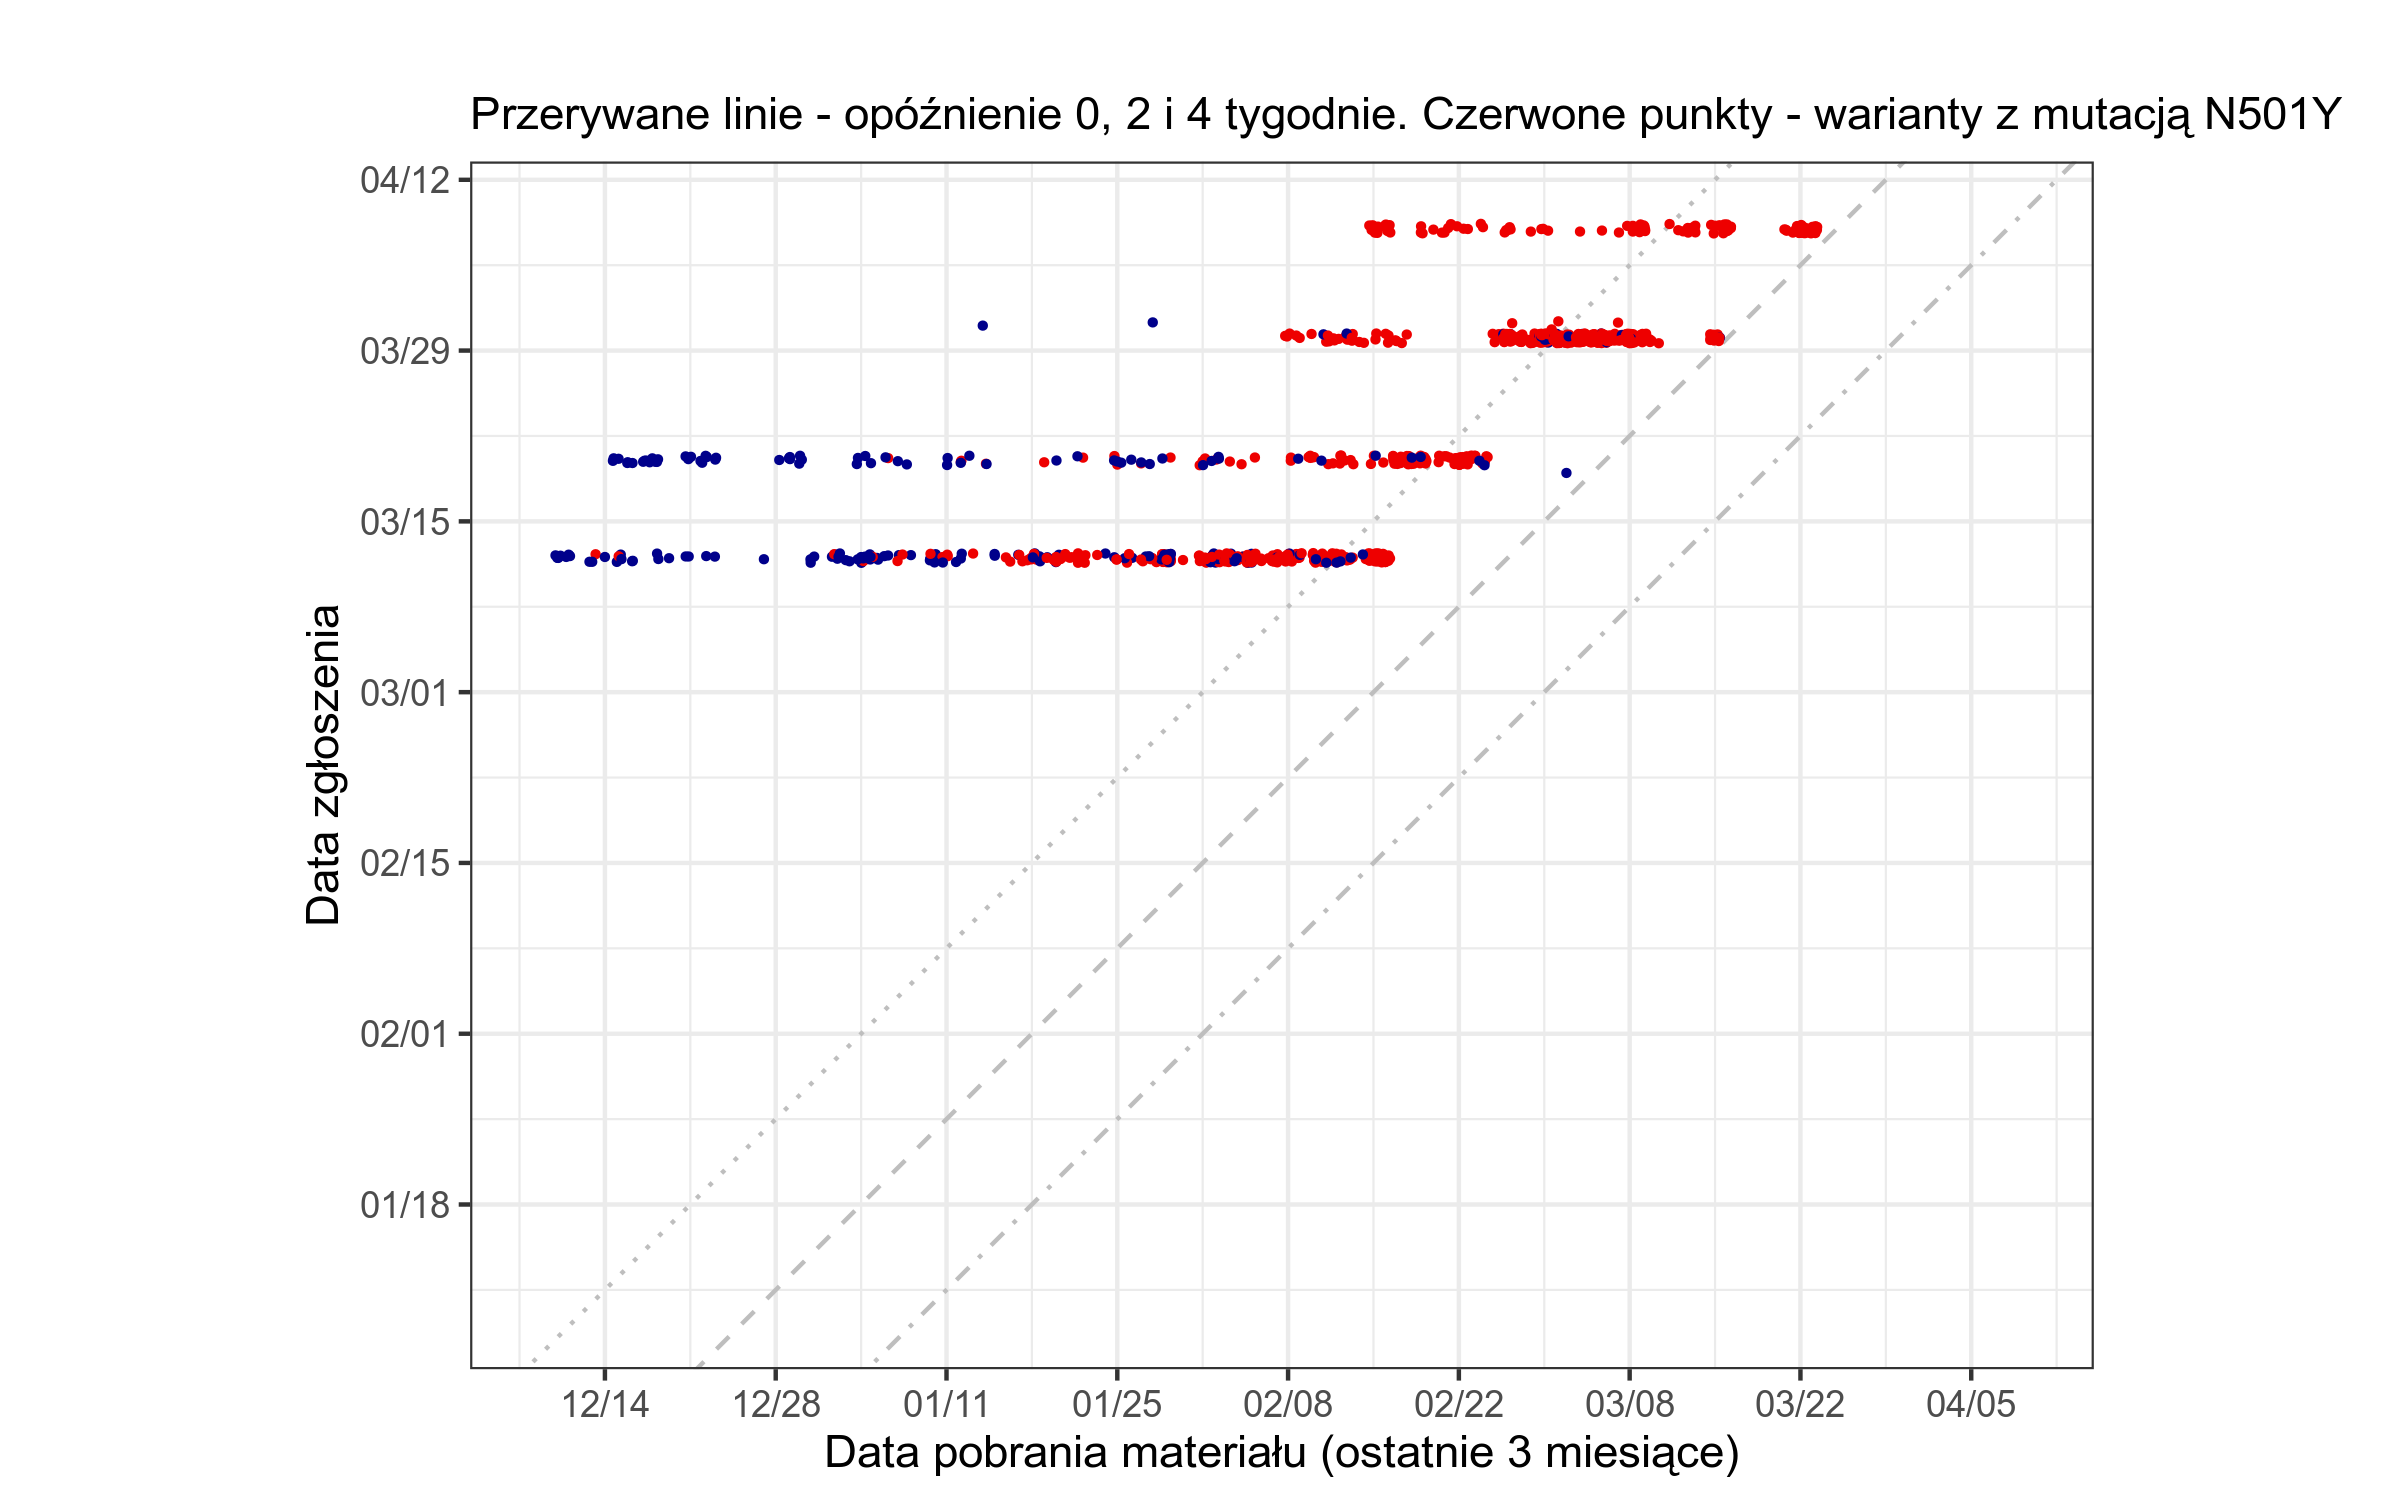 Przerywane linie - opóźnienie 0, 2 i 4 tygodnie. Czerwone punkty - warianty z mutacją N501Y
04/12
03/29
03/15
03/01
02/15
02/01
01/18
Data zgłoszenia
12/14 12/28 01/11 01/25 02/08 02/22 03/08 03/22 04/05
Data pobrania materiału (ostatnie 3 miesiące)